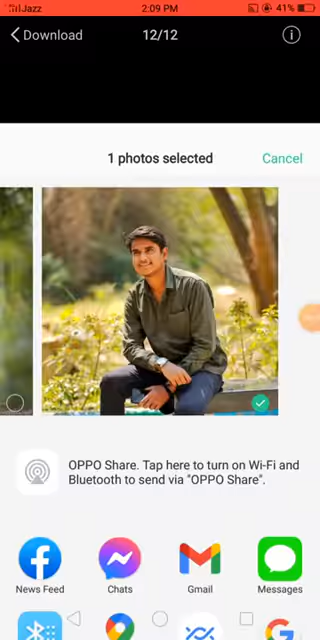 Jazz
2:09 PM
41%
Download
12/12
1 photos selected
Cancel
OPPO Share. Tap here to turn on Wi-Fi and
Bluetooth to send via "OPPO Share".
News Feed
Chats
Gmail
Messages